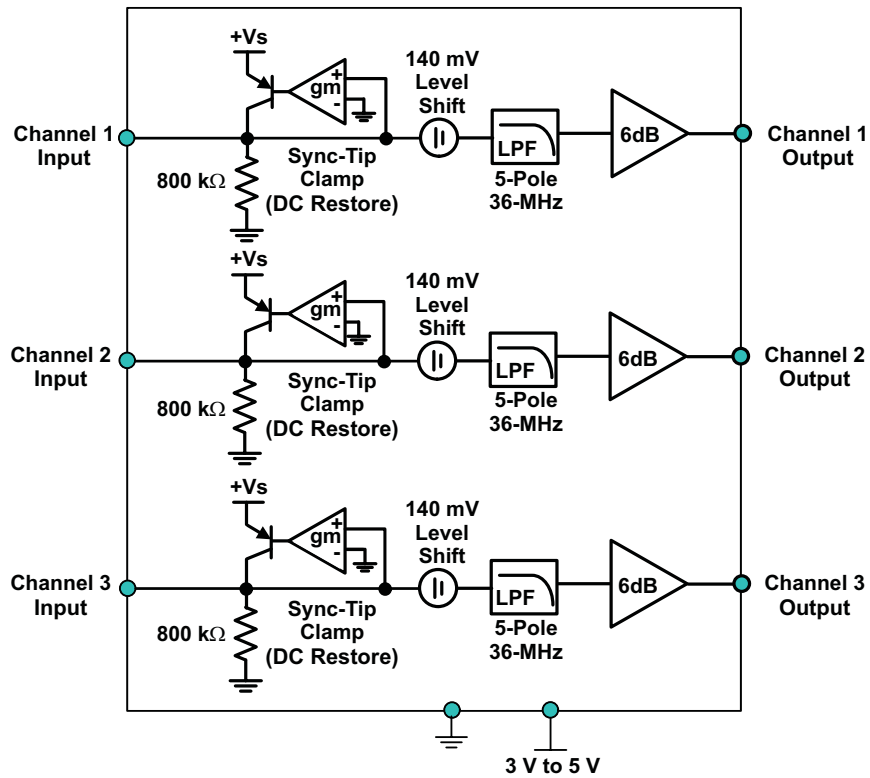 +Vs
gm
+
-
140 mV
Level
Shift
Channel 1
Input
800 kΩ
Sync-Tip
Clamp
(DC Restore)
LPF
5-Pole
36-MHz
6dB
Channel 1
Output
+Vs
gm
+
-
140 mV
Level
Shift
Channel 2
Input
800 kΩ
Sync-Tip
Clamp
(DC Restore)
LPF
5-Pole
36-MHz
6dB
Channel 2
Output
+Vs
gm
+
-
140 mV
Level
Shift
Channel 3
Input
800 kΩ
Sync-Tip
Clamp
(DC Restore)
LPF
5-Pole
36-MHz
6dB
Channel 3
Output
3 V to 5 V